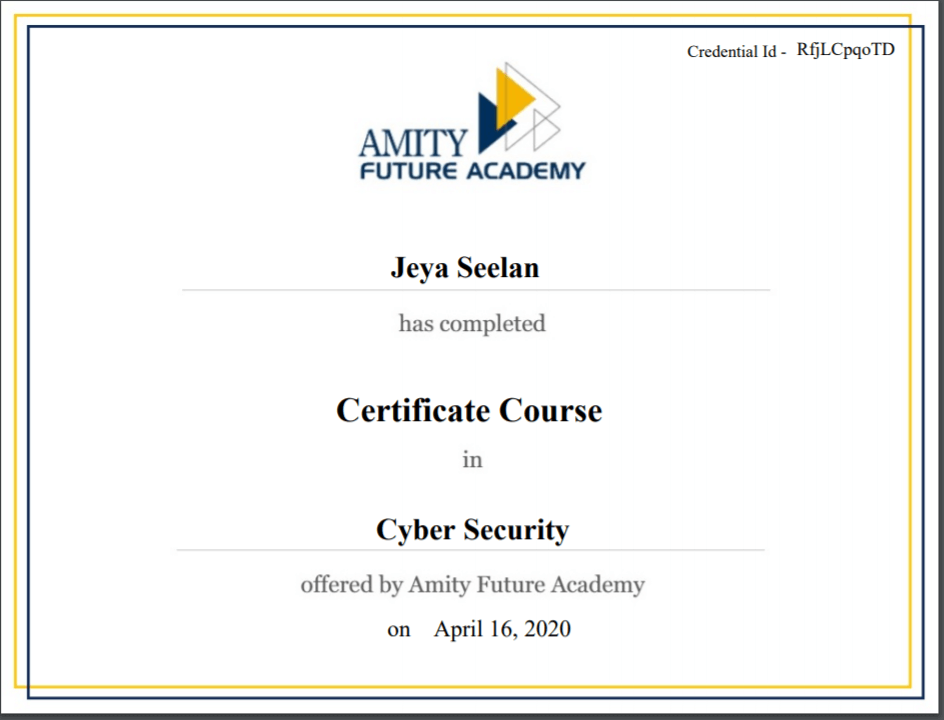 Credential Id - RfjLCpqoTD
AMITY
FUTURE ACADEMY
Jeya Seelan
has completed
Certificate Course
in
Cyber Security
offered by Amity Future Academy
on April 16, 2020